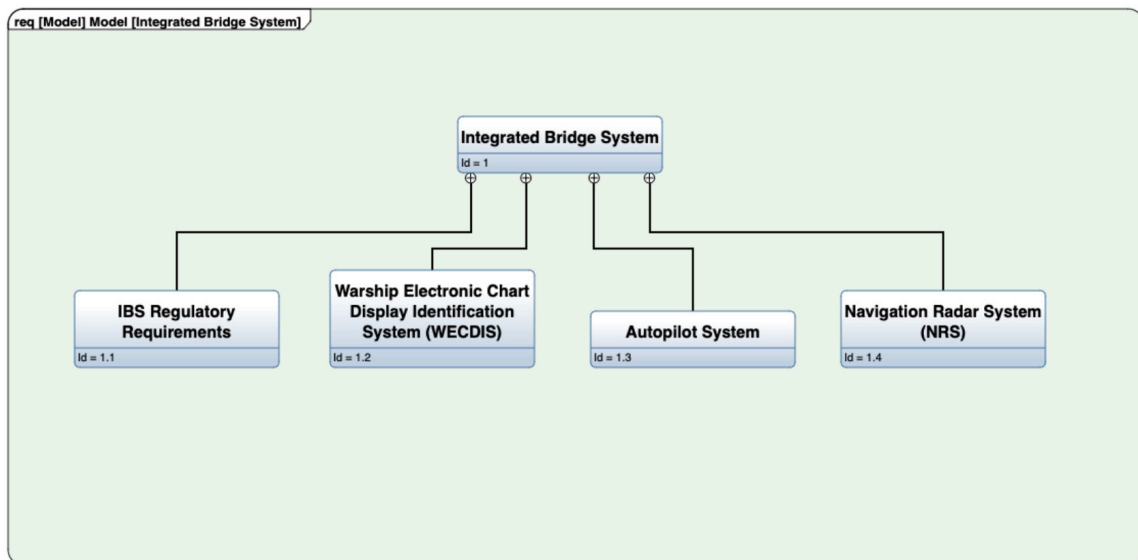 req [Model] Model [Integrated Bridge System]
Integrated Bridge System
Id = 1
IBS Regulatory
Requirements
Id = 1.1
Warship Electronic Chart
Display Identification
System (WECDIS)
Id = 1.2
Autopilot System
Id = 1.3
Navigation Radar System
(NRS)
Id = 1.4